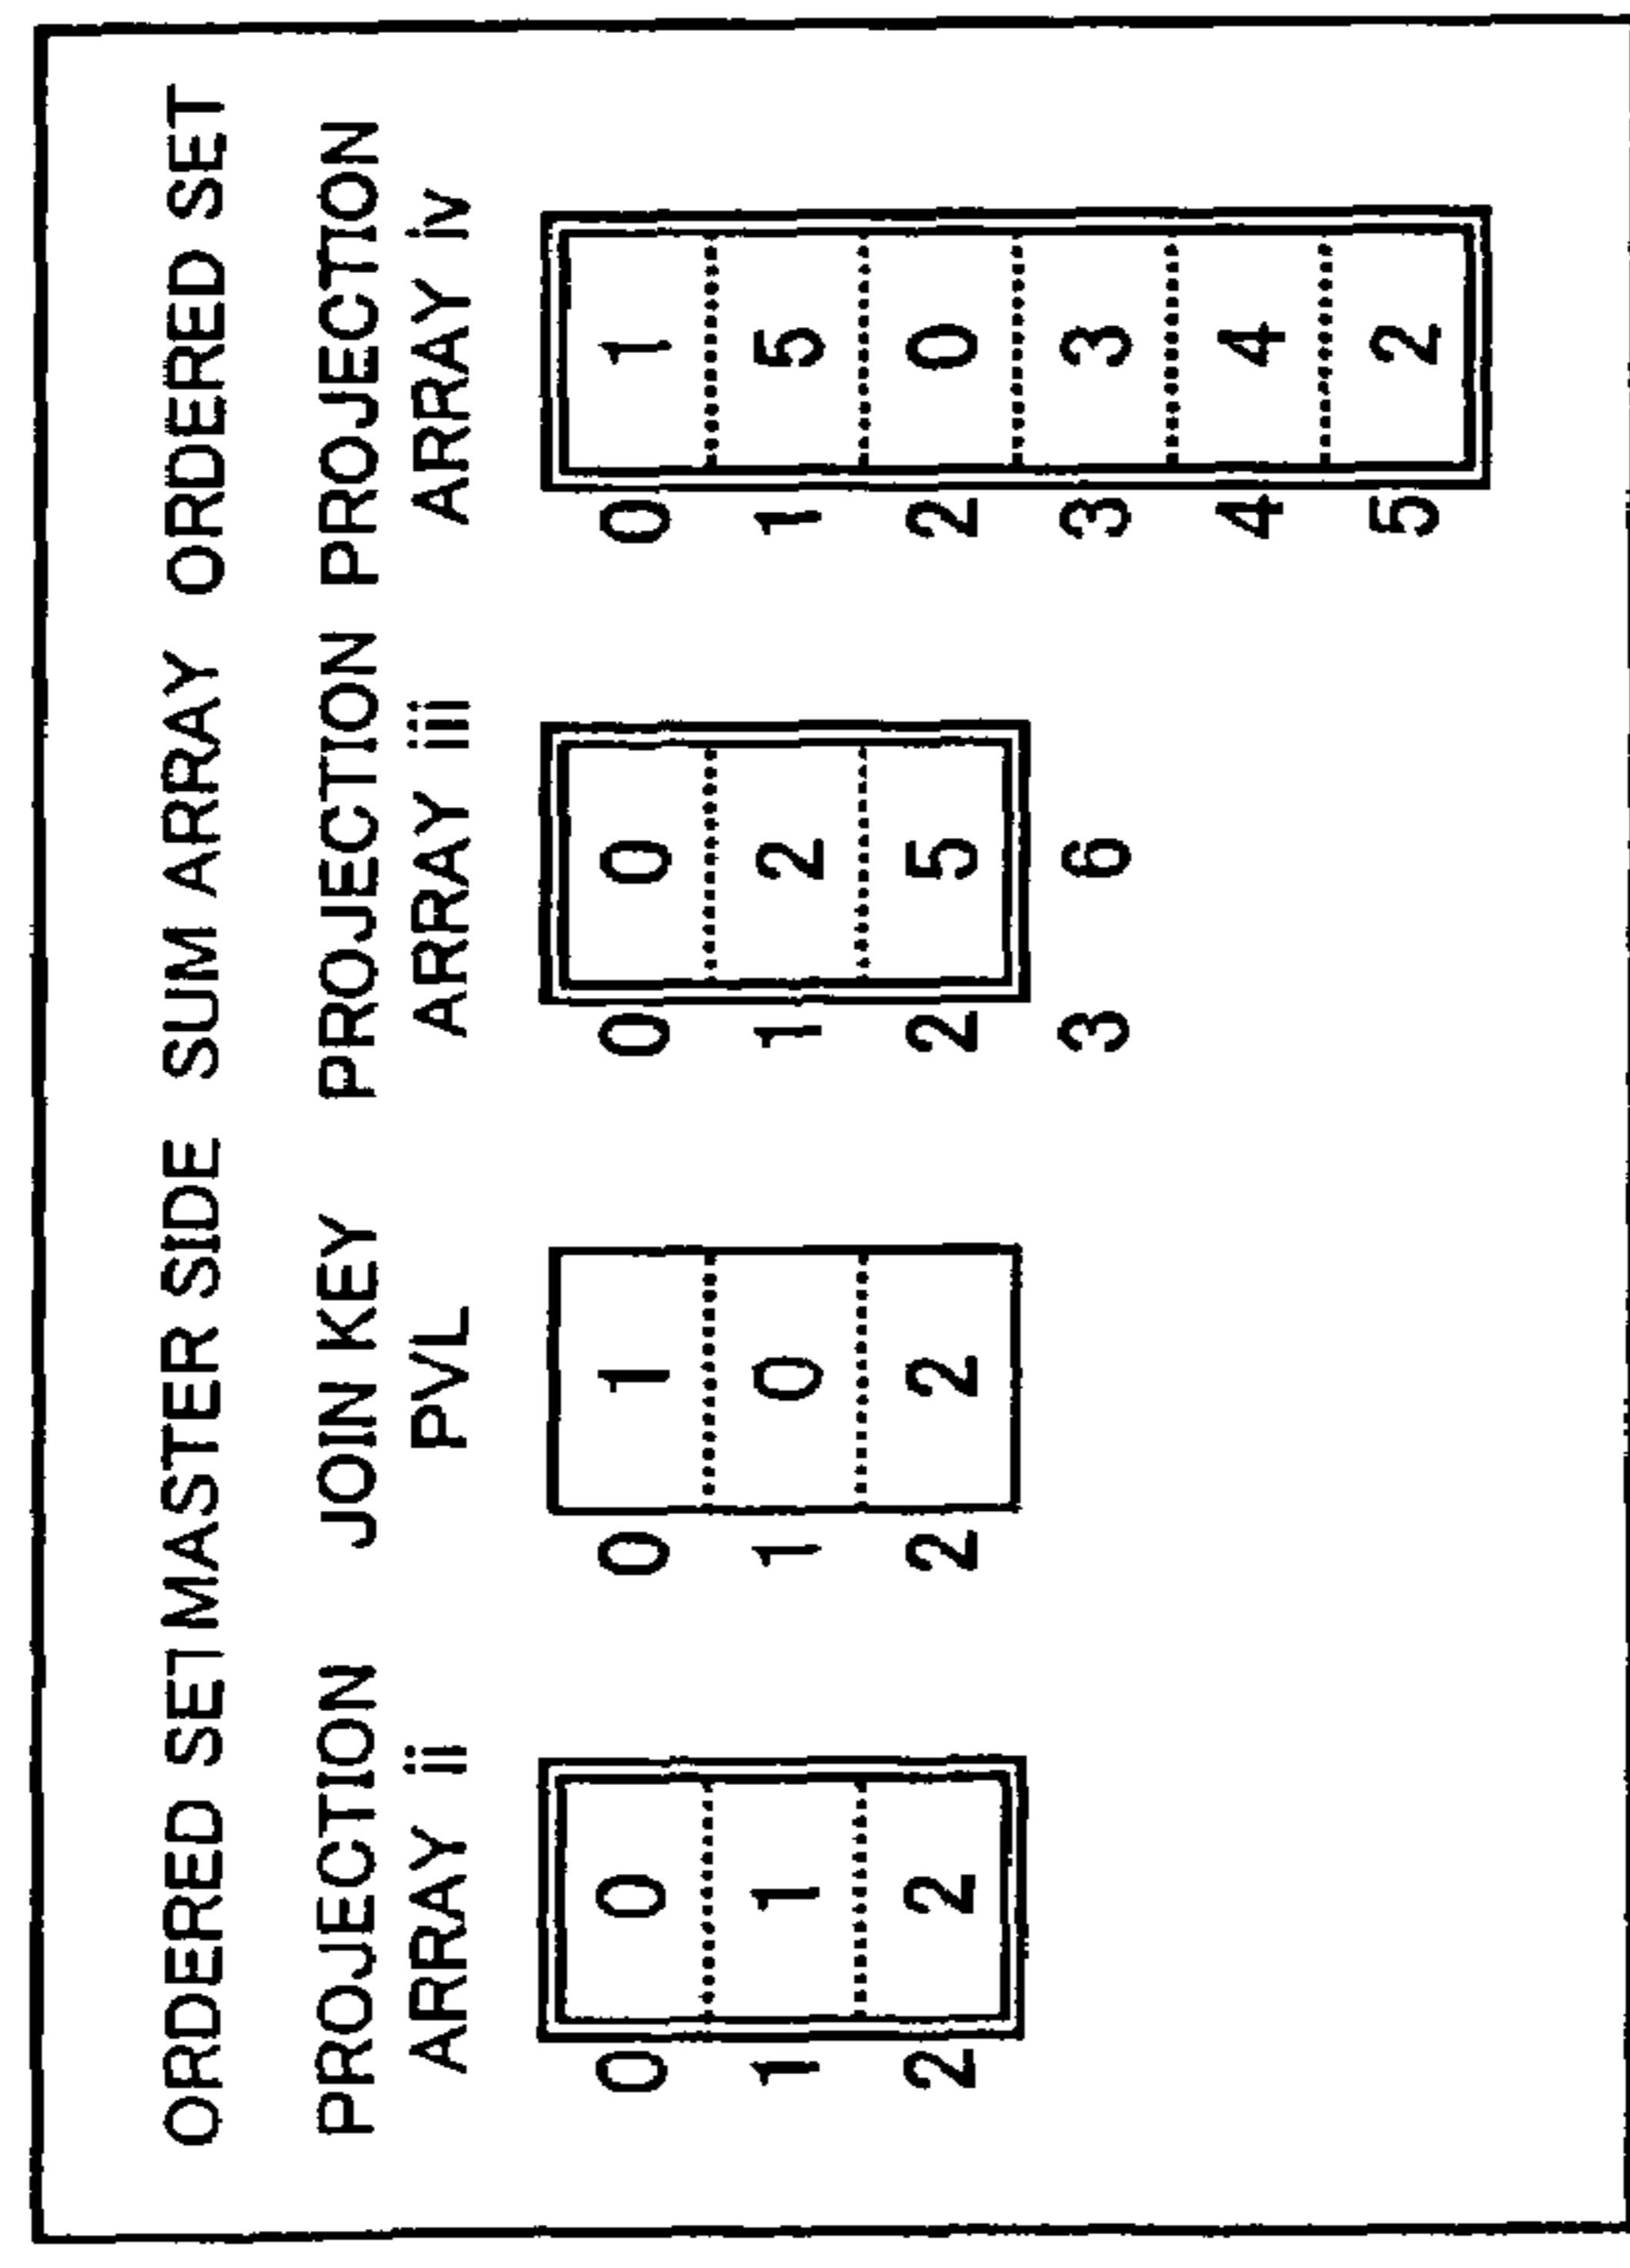 ORDERED SET MASTER SIDE SUM ARRAY ORDERED SET
PROJECTION JOIN KEY PROJECTION PROJECTION
ARRAY ii PVL ARRAY iii ARRAY iv
0 0 0 1 0 0 0 1
1 1 1 0 1 2 1 5
2 2 2 2 2 5 2 0
3 6 3 3
4 4
5 2